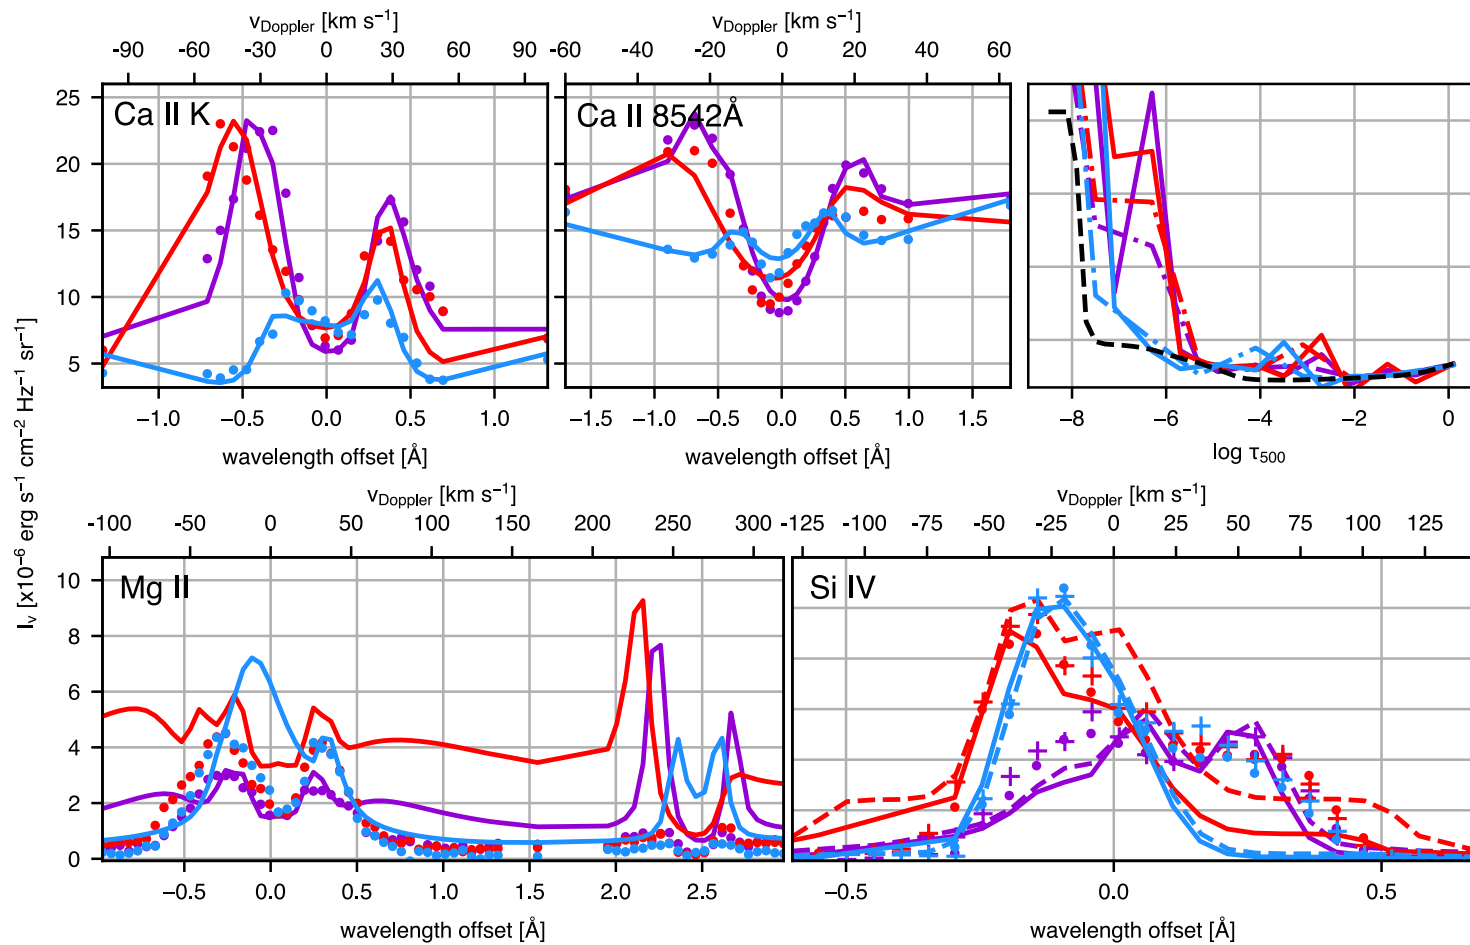 v_Doppler [km s⁻¹]
-90 -60 -30 0 30 60 90
v_Doppler [km s⁻¹]
-60 -40 -20 0 20 40 60
Ca II K
Ca II 8542Å
25
20
15
10
5
−1.0 −0.5 0.0 0.5 1.0
wavelength offset [Å]
−1.5 −1.0 −0.5 0.0 0.5 1.0 1.5
wavelength offset [Å]
−8 −6 −4 −2 0
log τ₅₀₀
I_ν [x10⁻⁶ erg s⁻¹ cm⁻² Hz⁻¹ sr⁻¹]
v_Doppler [km s⁻¹]
-100 -50 0 50 100 150 200 250 300
v_Doppler [km s⁻¹]
-125 -100 -75 -50 -25 0 25 50 75 100 125
Mg II
Si IV
10
8
6
4
2
0
−0.5 0.0 0.5 1.0 1.5 2.0 2.5
wavelength offset [Å]
−0.5 0.0 0.5
wavelength offset [Å]